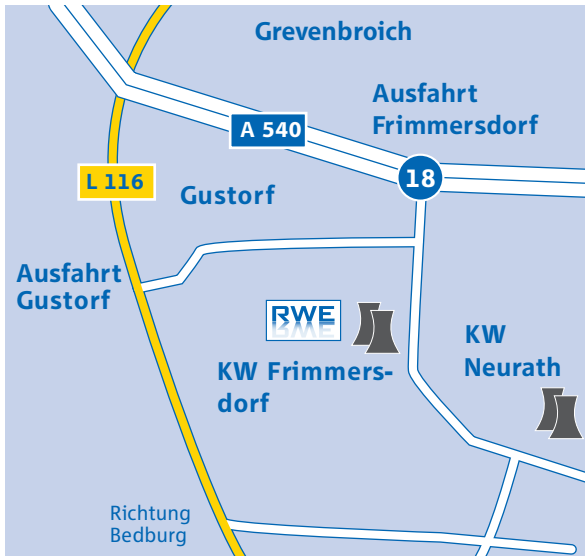 Grevenbroich
Ausfahrt
Frimmersdorf
A 540
18
L 116
Gustorf
Ausfahrt
Gustorf
RWE
KW Frimmers-
dorf
KW
Neurath
Richtung
Bedburg